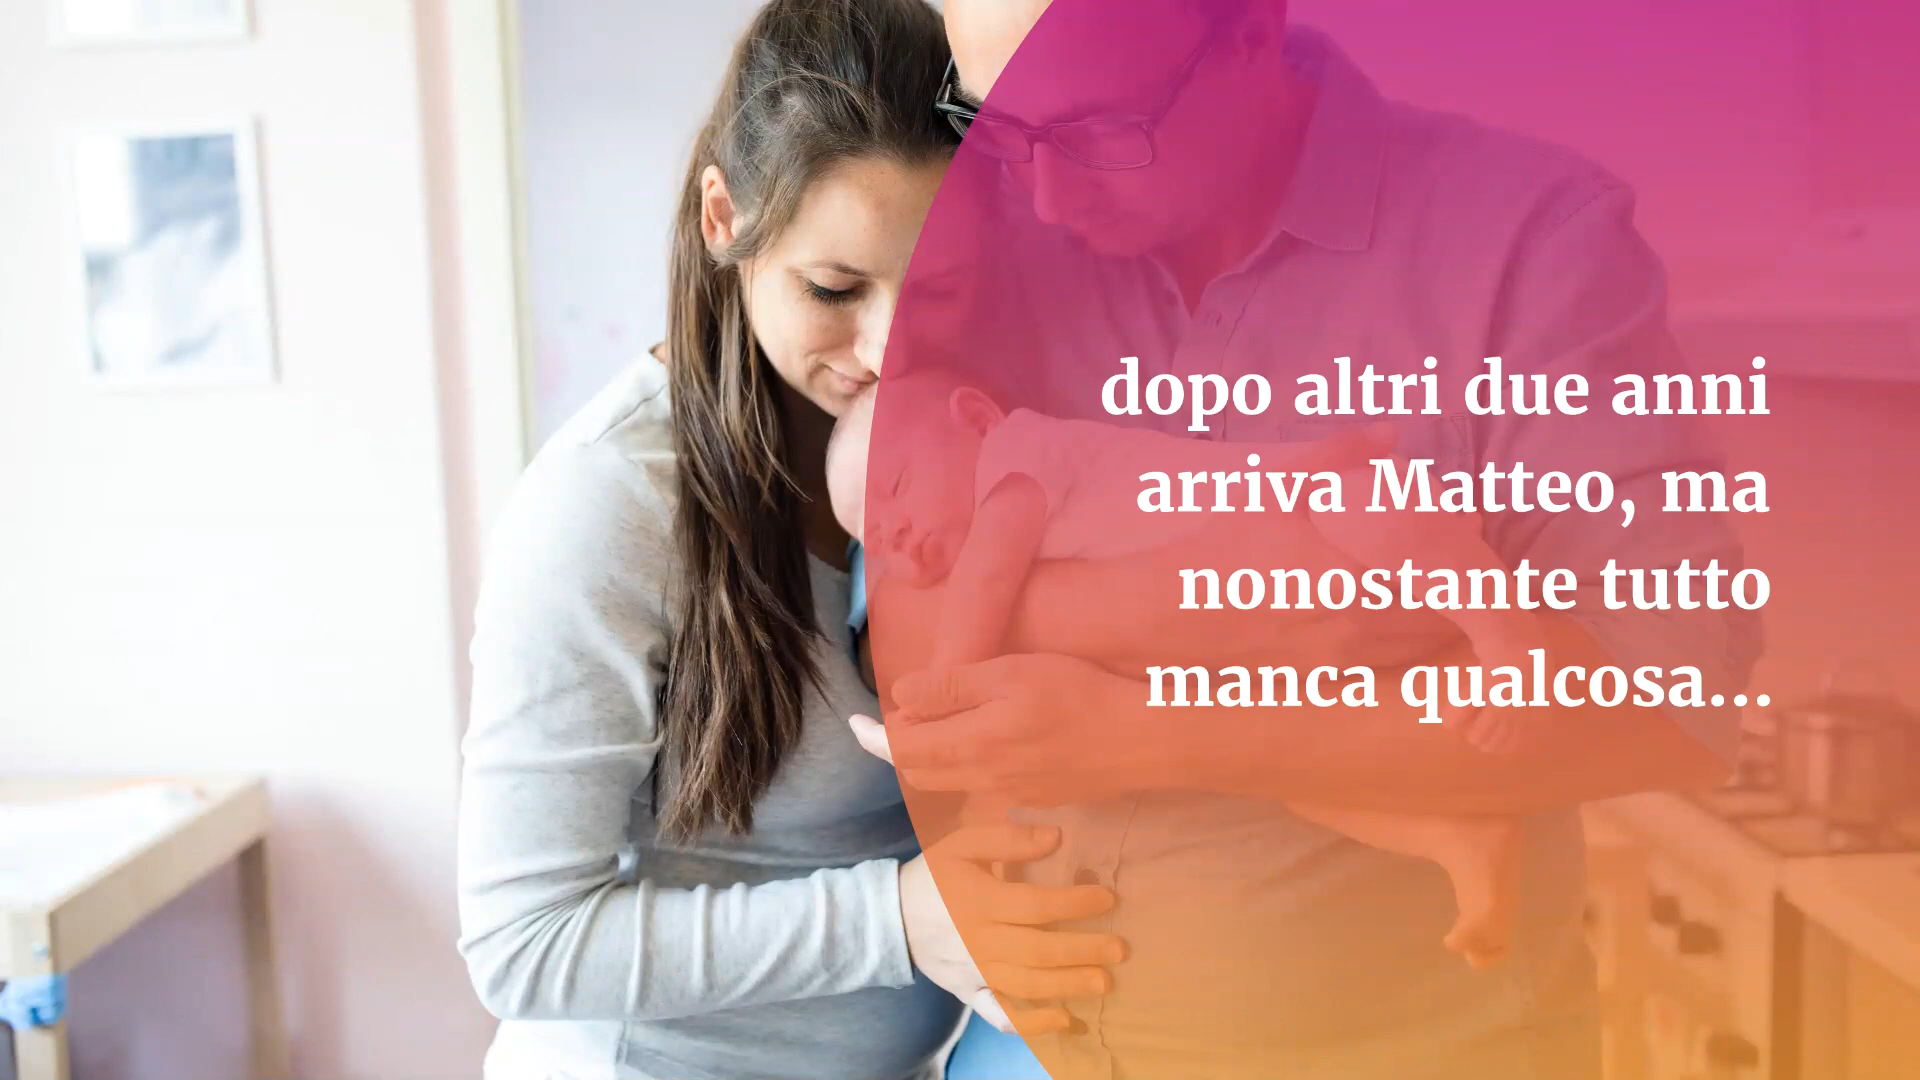 dopo altri due anni
arriva Matteo, ma
nonostante tutto
manca qualcosa...